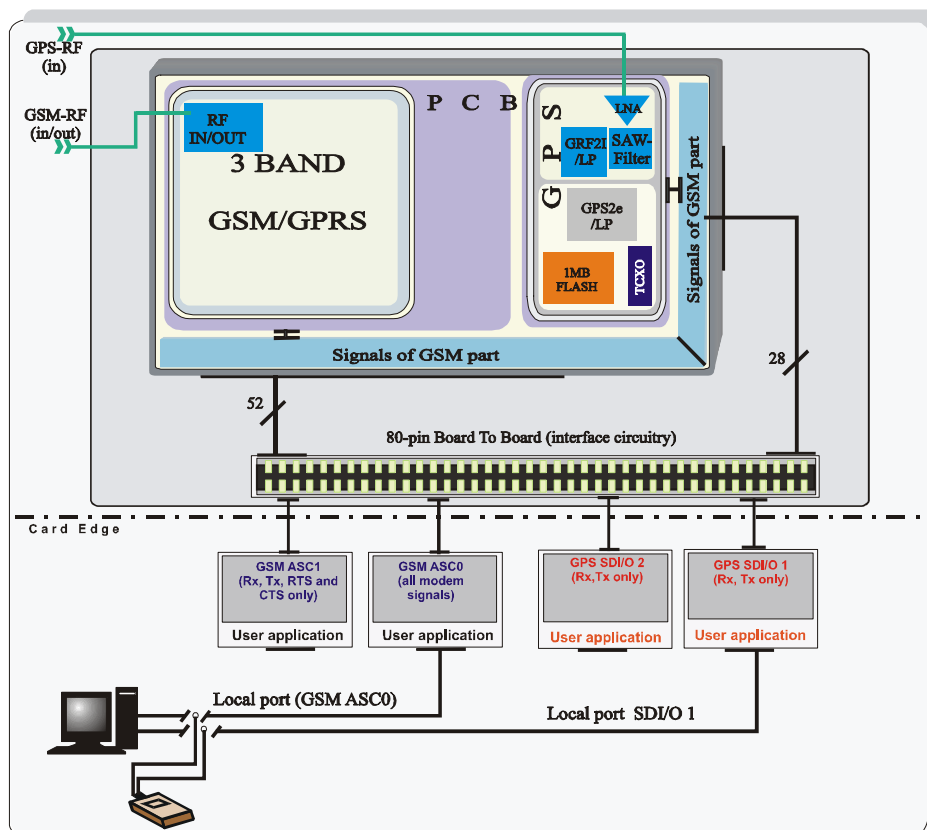 GPS-RF
(in)
GSM-RF
(in/out)
P C B
RF
IN/OUT
3 BAND
GSM/GPRS
G P S
LNA
GRF2I
/LP
SAW-
Filter
GPS2e
/LP
1MB
FLASH
TCXO
Signals of GSM part
Signals of GSM part
52
28
80-pin Board To Board (interface circuitry)
Card Edge
GSM ASC1
(Rx, Tx, RTS and
CTS only)
User application
GSM ASC0
(all modem
signals)
User application
GPS SDI/O 2
(Rx,Tx only)
User application
GPS SDI/O 1
(Rx, Tx only)
User application
Local port (GSM ASC0)
Local port SDI/O 1